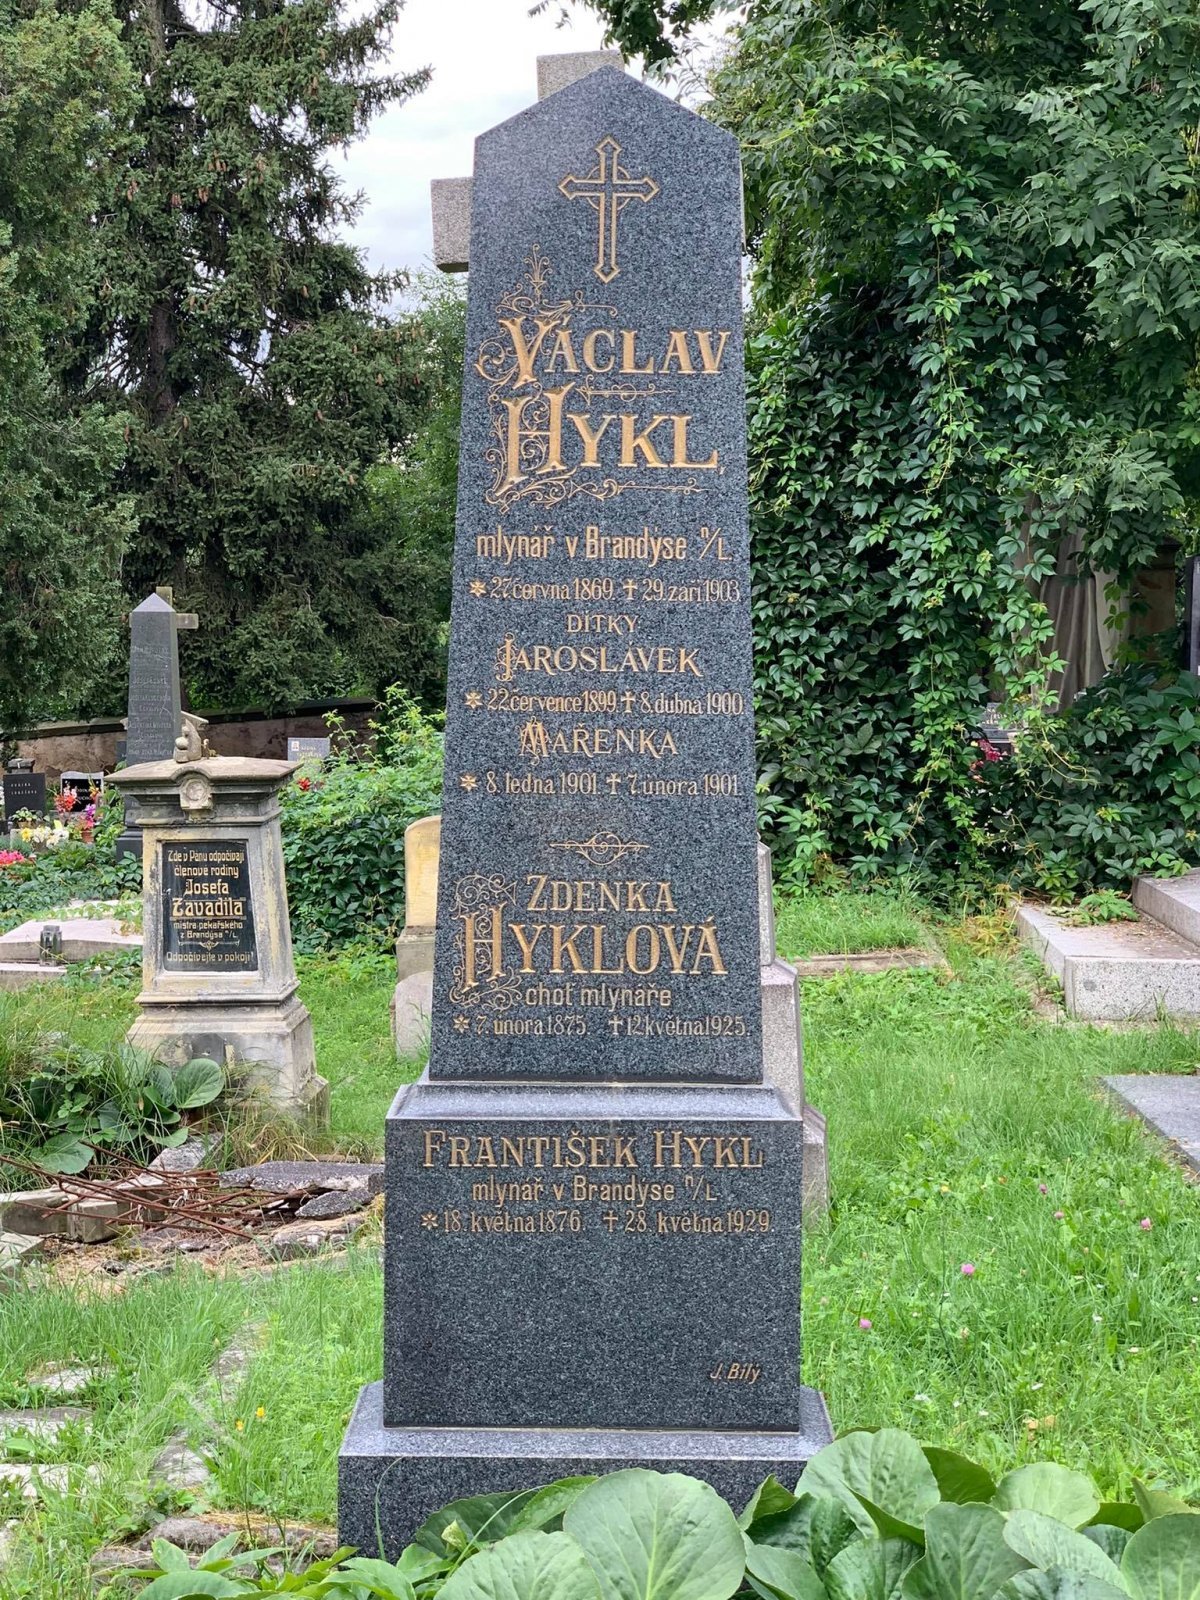 VÁCLAV
HYKL,
mlynář v Brandýse n/L.
* 27. června 1869. † 29. září 1903.
DÍTKY
JAROSLÁVEK
* 22. července 1899. † 8. dubna 1900.
MAŘENKA
* 8. ledna 1901. † 7. února 1901.
ZDENKA
HYKLOVÁ
choť mlynáře
* 7. února 1875. † 12. května 1925.
FRANTIŠEK HYKL
mlynář v Brandýse n/L.
* 18. května 1876. † 28. května 1929.
J. Bílý
Zde v Pánu odpočívají
členové rodiny
Josefa
Zavadila
mistra pekařského
z Brandýsa n/L.
Odpočívejte v pokoji!